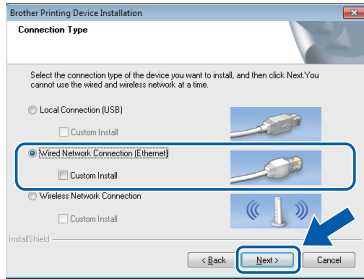 Brother Printing Device Installation
Connection Type
Select the connection type of the device you want to install, and then click Next.You
cannot use the wired and wireless network at a time.
Local Connection (USB)
Custom Install
Wired Network Connection (Ethernet)
Custom Install
Wireless Network Connection
Custom Install
InstallShield
< Back
Next >
Cancel